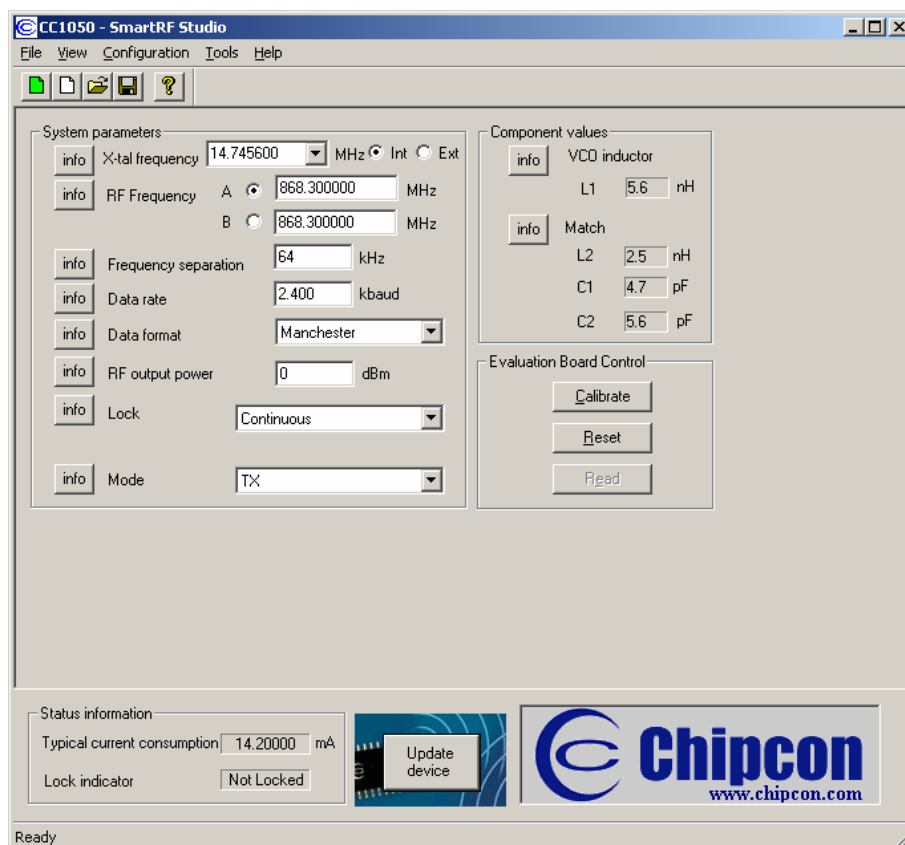 CC1050 - SmartRF Studio
File View Configuration Tools Help
System parameters
info X-tal frequency 14.745600 MHz Int Ext
info RF Frequency A 868.300000 MHz
B 868.300000 MHz
info Frequency separation 64 kHz
info Data rate 2.400 kbaud
info Data format Manchester
info RF output power 0 dBm
info Lock Continuous
info Mode TX
Component values
info VCO inductor
L1 5.6 nH
info Match
L2 2.5 nH
C1 4.7 pF
C2 5.6 pF
Evaluation Board Control
Calibrate
Reset
Read
Status information
Typical current consumption 14.20000 mA
Lock indicator Not Locked
Update
device
Chipcon
www.chipcon.com
Ready